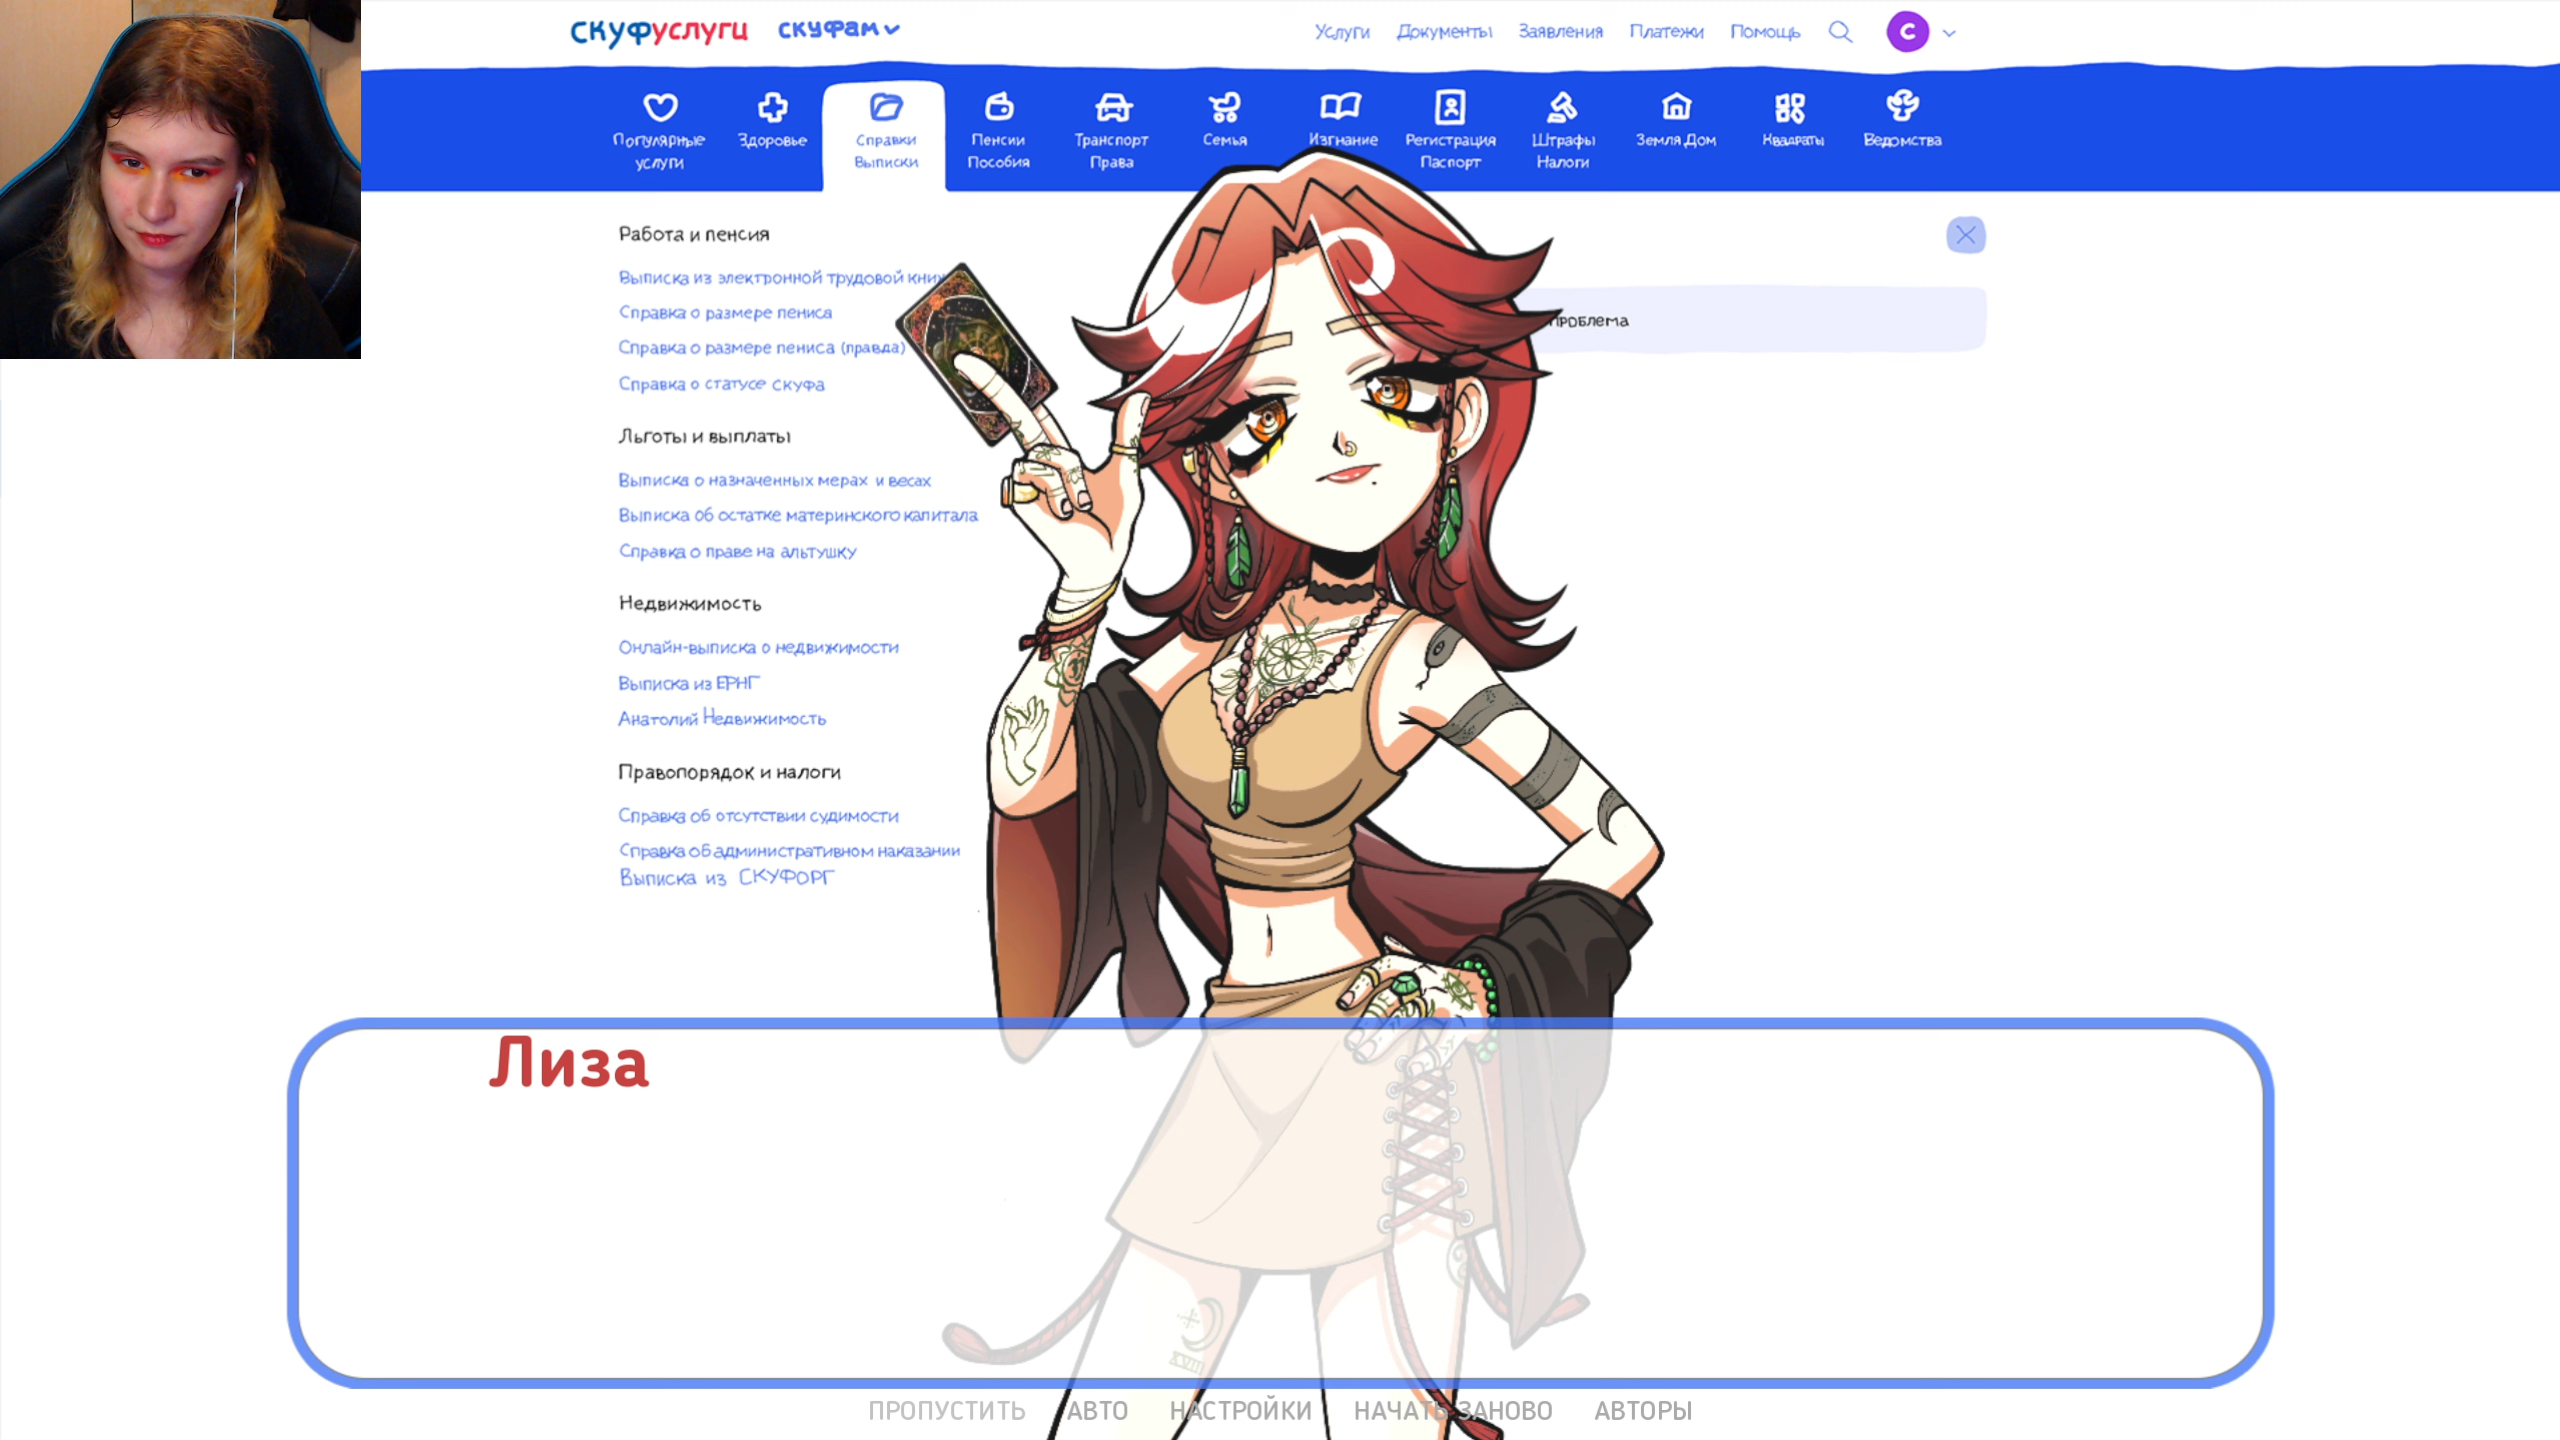 СКУФУСЛУГИ СКУФАМ
Услуги Документы Заявления Платежи Помощь С
Популярные услуги
Здоровье
Справки Выписки
Пенсии Пособия
Транспорт Права
Семья
Изгнание
Регистрация Паспорт
Штрафы Налоги
Земля Дом
Квадраты
Ведомства
Работа и пенсия
Выписка из электронной трудовой книж
Справка о размере пениса
Справка о размере пениса (правда)
Справка о статусе СКУФА
проблема
Льготы и выплаты
Выписка о назначенных мерах и весах
Выписка об остатке материнского капитала
Справка о праве на альтушку
Недвижимость
Онлайн-выписка о недвижимости
Выписка из ЕРНГ
Анатолий Недвижимость
Правопорядок и налоги
Справка об отсутствии судимости
Справка об административном наказании
Выписка из СКУФОРГ
Лиза
XVIII
ПРОПУСТИТЬ АВТО НАСТРОЙКИ НАЧАТЬ ЗАНОВО АВТОРЫ